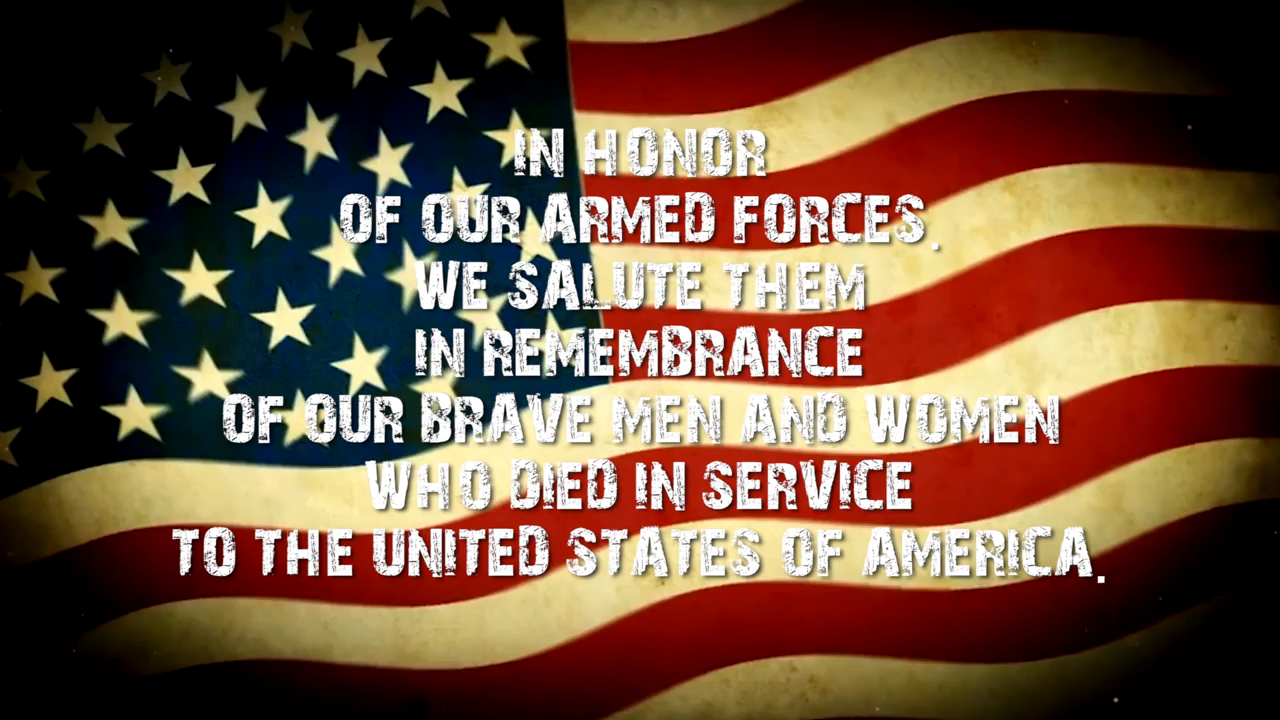 IN HONOR
OF OUR ARMED FORCES.
WE SALUTE THEM
IN REMEMBRANCE
OF OUR BRAVE MEN AND WOMEN
WHO DIED IN SERVICE
TO THE UNITED STATES OF AMERICA.